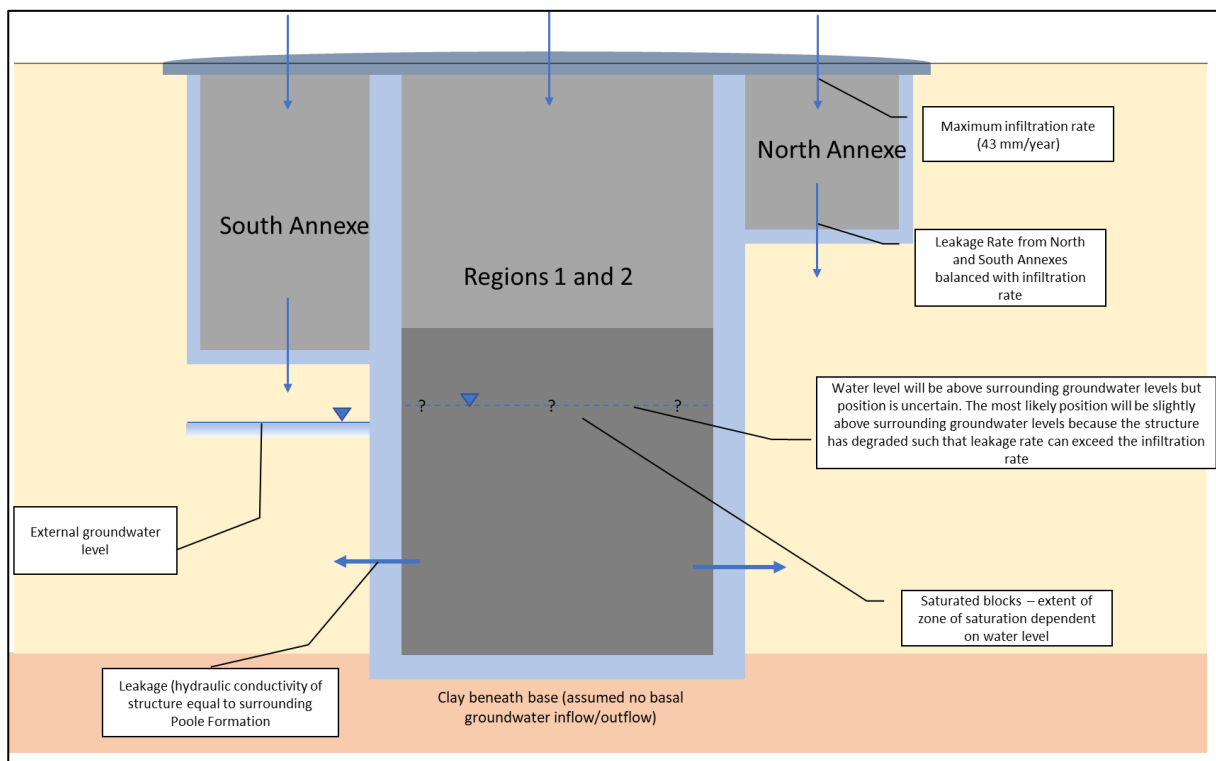 Maximum infiltration rate
(43 mm/year)
North Annexe
South Annexe
Leakage Rate from North
and South Annexes
balanced with infiltration
rate
Regions 1 and 2
? ? ?
Water level will be above surrounding groundwater levels but
position is uncertain. The most likely position will be slightly
above surrounding groundwater levels because the structure
has degraded such that leakage rate can exceed the infiltration
rate
External groundwater
level
Saturated blocks – extent of
zone of saturation dependent
on water level
Leakage (hydraulic conductivity of
structure equal to surrounding
Poole Formation
Clay beneath base (assumed no basal
groundwater inflow/outflow)